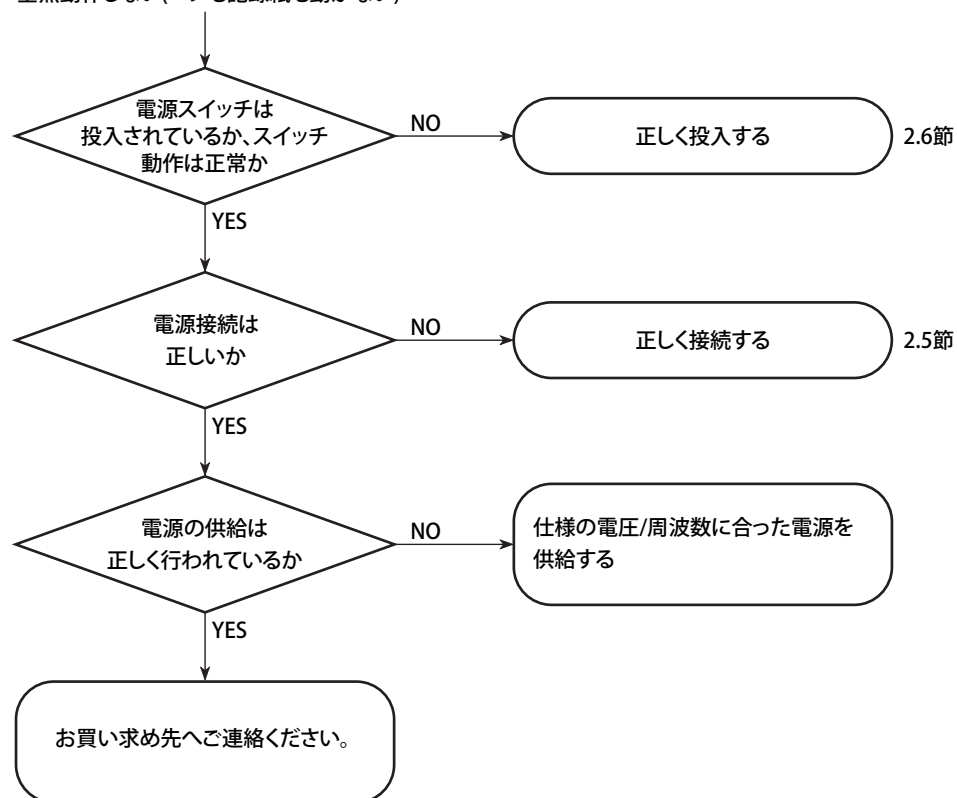 電源スイッチは
投入されているか、スイッチ
動作は正常か
NO
正しく投入する
2.6節
YES
電源接続は
正しいか
NO
正しく接続する
2.5節
YES
電源の供給は
正しく行われているか
NO
仕様の電圧/周波数に合った電源を
供給する
YES
お買い求め先へご連絡ください。